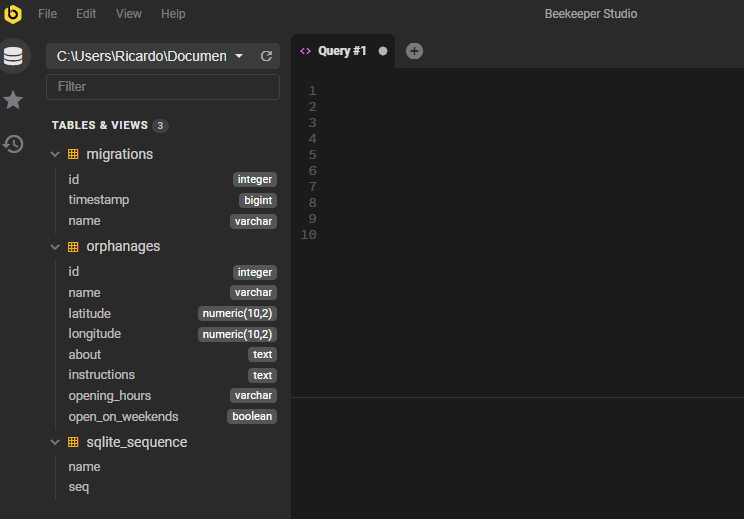 File Edit View Help Beekeeper Studio
C:\Users\Ricardo\Documen
Filter
TABLES & VIEWS 3
migrations
id integer
timestamp bigint
name varchar
orphanages
id integer
name varchar
latitude numeric(10,2)
longitude numeric(10,2)
about text
instructions text
opening_hours varchar
open_on_weekends boolean
sqlite_sequence
name
seq
<> Query #1
1
2
3
4
5
6
7
8
9
10